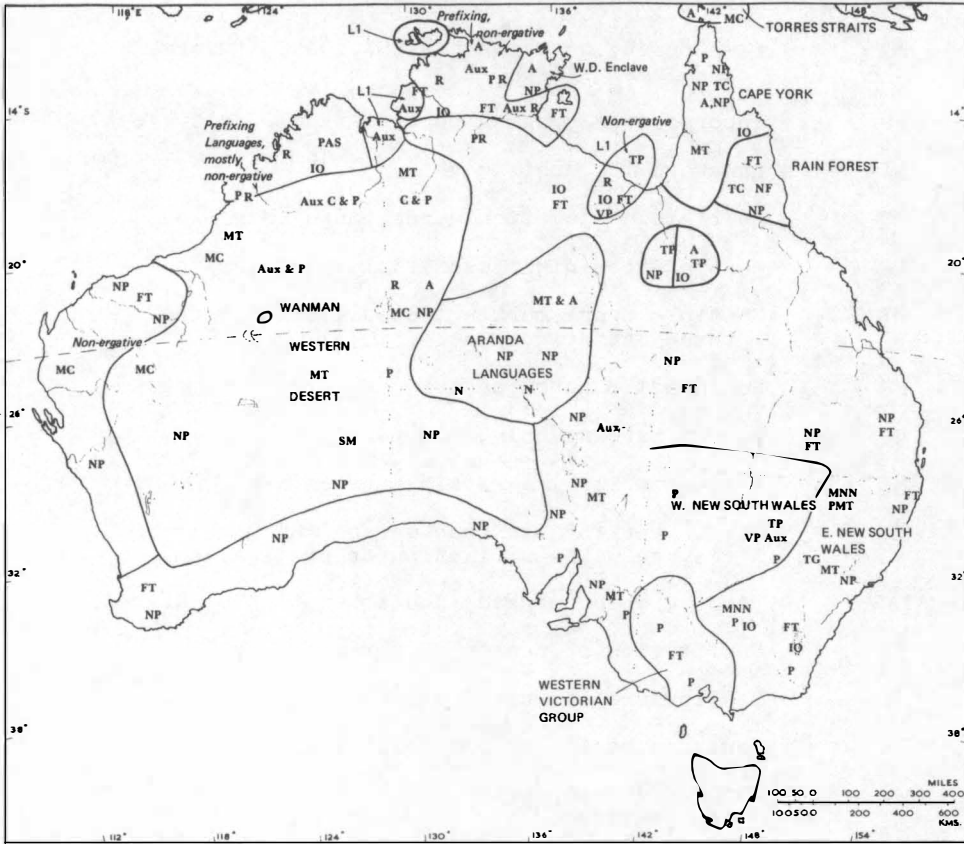 118°E 124° 130° 136° 142° 148°
L1
Prefixing,
non-ergative
A
A MC
TORRES STRAITS
Aux
P R
A
W.D. Enclave
P
NP
R
FT
NP
NP TC
CAPE YORK
L1
Aux
IO
FT
Aux R
FT
A,NP
14°S
14°
Prefixing
Languages,
mostly
non-ergative
R
PAS
IO
Aux
PR
Non-ergative
L1
TP
IO
MT
FT
RAIN FOREST
P R
MT
IO
FT
R
IO FT
VP
TC NF
NP
Aux C & P
C & P
MT
MC
TP
NP
A
TP
IO
20°
20°
Aux & P
NP
FT
NP
R A
MC NP
MT & A
WANMAN
Non-ergative
WESTERN
ARANDA
LANGUAGES
NP NP
NP
MC
MC
MT
P
N
N
FT
DESERT
26°
26°
NP
SM
NP
NP
Aux
NP
FT
NP
FT
NP
NP
NP
MT
P
W. NEW SOUTH WALES
MNN
PMT
FT
NP
NP
TP
VP Aux
E. NEW SOUTH
WALES
NP
NP
P
P
P
TG
MT
NP
32°
32°
FT
NP
NP
MT
P
P
MNN
P
IO
FT
IO
P
FT
P
WESTERN
VICTORIAN
GROUP
38°
38°
MILES
100 50 0 100 200 300 400
100 50 0 200 400 600
KMS.
112° 118° 124° 130° 136° 142° 148° 154°